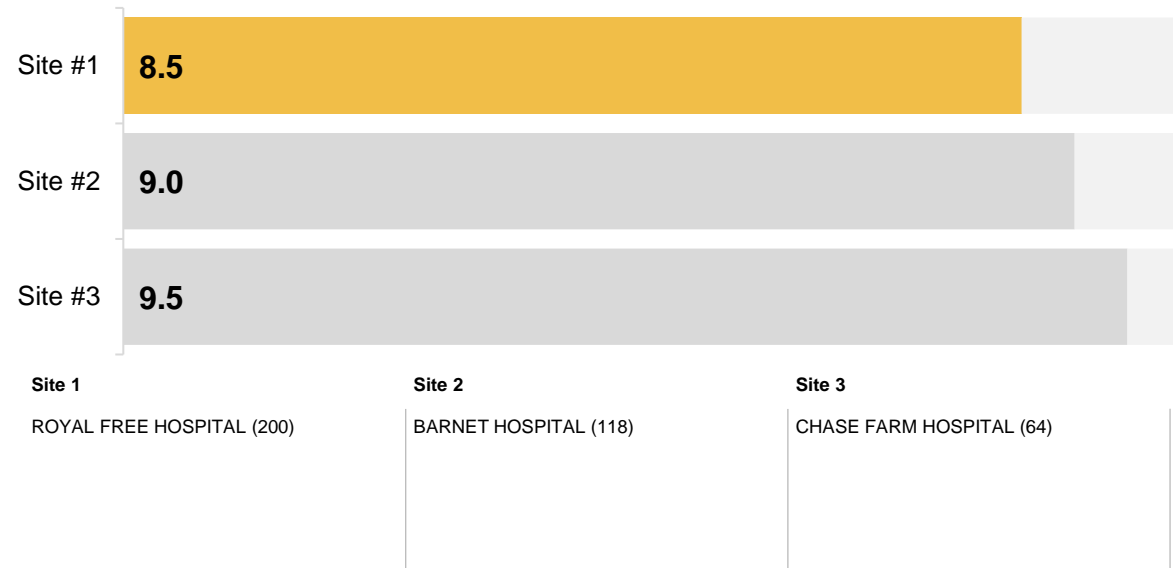 Site #1 8.5
Site #2 9.0
Site #3 9.5
Site 1 Site 2 Site 3
ROYAL FREE HOSPITAL (200) BARNET HOSPITAL (118) CHASE FARM HOSPITAL (64)